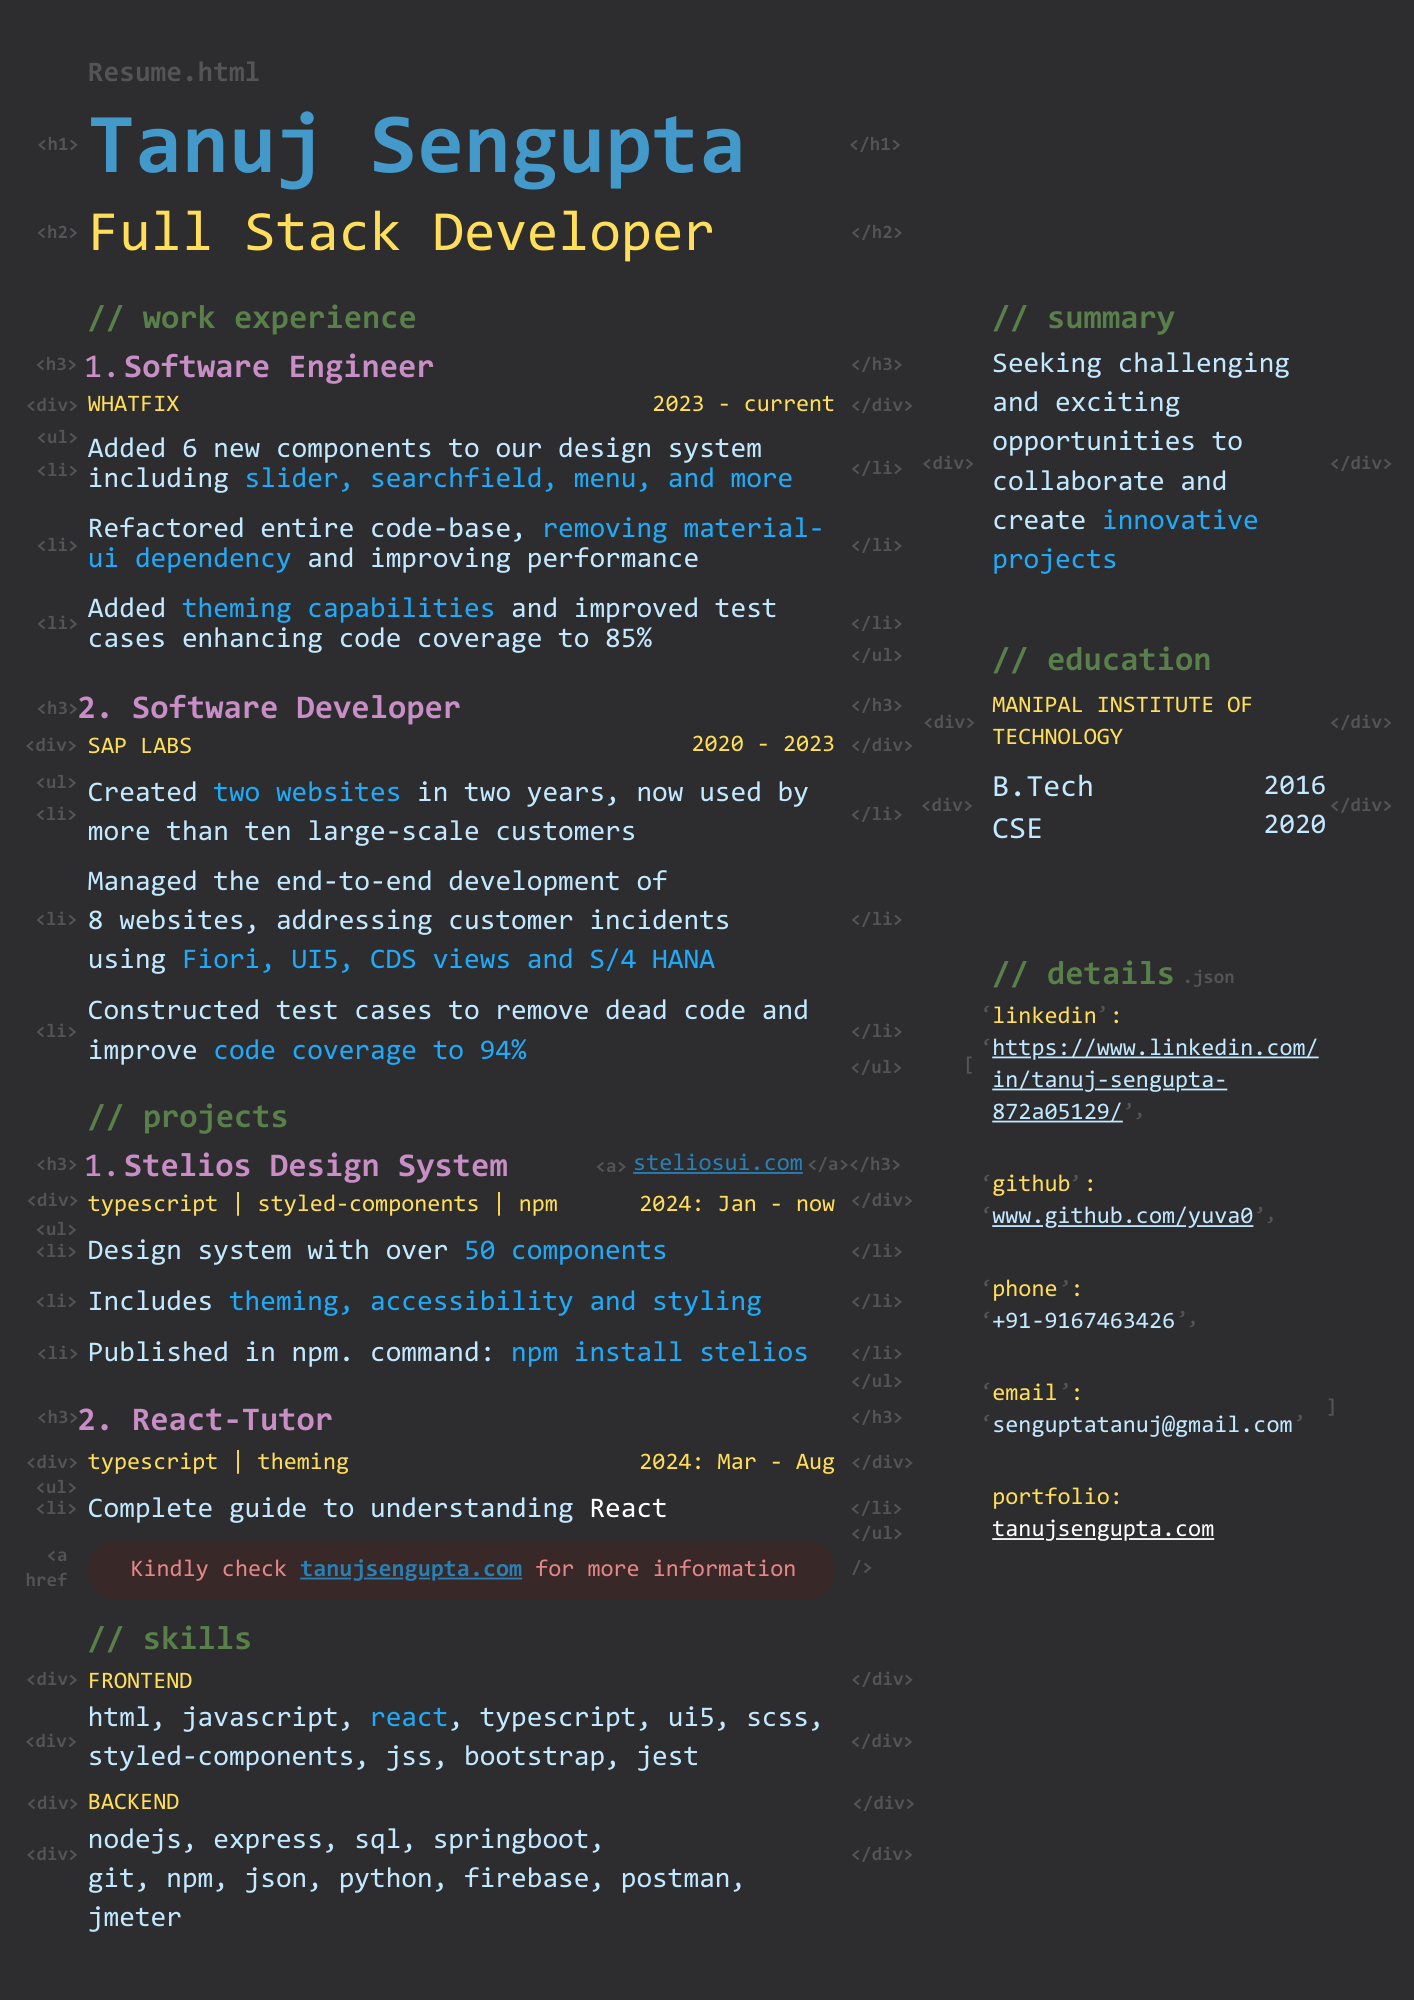 Resume.html
<h1> Tanuj Sengupta </h1>
<h2> Full Stack Developer </h2>
// work experience
<h3> 1. Software Engineer </h3>
<div> WHATFIX 2023 - current </div>
<ul>
<li> Added 6 new components to our design system
including slider, searchfield, menu, and more </li>
<li> Refactored entire code-base, removing material-
ui dependency and improving performance </li>
<li> Added theming capabilities and improved test
cases enhancing code coverage to 85% </li>
</ul>
<h3> 2. Software Developer </h3>
<div> SAP LABS 2020 - 2023 </div>
<ul>
<li> Created two websites in two years, now used by
more than ten large-scale customers </li>
Managed the end-to-end development of
<li> 8 websites, addressing customer incidents </li>
using Fiori, UI5, CDS views and S/4 HANA
<li> Constructed test cases to remove dead code and
improve code coverage to 94% </li>
</ul>
// projects
<h3> 1. Stelios Design System <a> steliosui.com </a></h3>
<div> typescript | styled-components | npm 2024: Jan - now </div>
<ul>
<li> Design system with over 50 components </li>
<li> Includes theming, accessibility and styling </li>
<li> Published in npm. command: npm install stelios </li>
</ul>
<h3> 2. React-Tutor </h3>
<div> typescript | theming 2024: Mar - Aug </div>
<ul>
<li> Complete guide to understanding React </li>
</ul>
<a
href Kindly check tanujsengupta.com for more information />
// skills
<div> FRONTEND </div>
<div> html, javascript, react, typescript, ui5, scss,
styled-components, jss, bootstrap, jest </div>
<div> BACKEND </div>
<div> nodejs, express, sql, springboot, </div>
git, npm, json, python, firebase, postman,
jmeter
// summary
Seeking challenging
and exciting
opportunities to
<div> collaborate and </div>
create innovative
projects
// education
<div> MANIPAL INSTITUTE OF
TECHNOLOGY </div>
<div> B.Tech 2016
CSE 2020 </div>
// details .json
‘linkedin’:
[ ‘https://www.linkedin.com/
in/tanuj-sengupta-
872a05129/’,
‘github’:
‘www.github.com/yuva0’,
‘phone’:
‘+91-9167463426’,
‘email’:
‘senguptatanuj@gmail.com’ ]
portfolio:
tanujsengupta.com